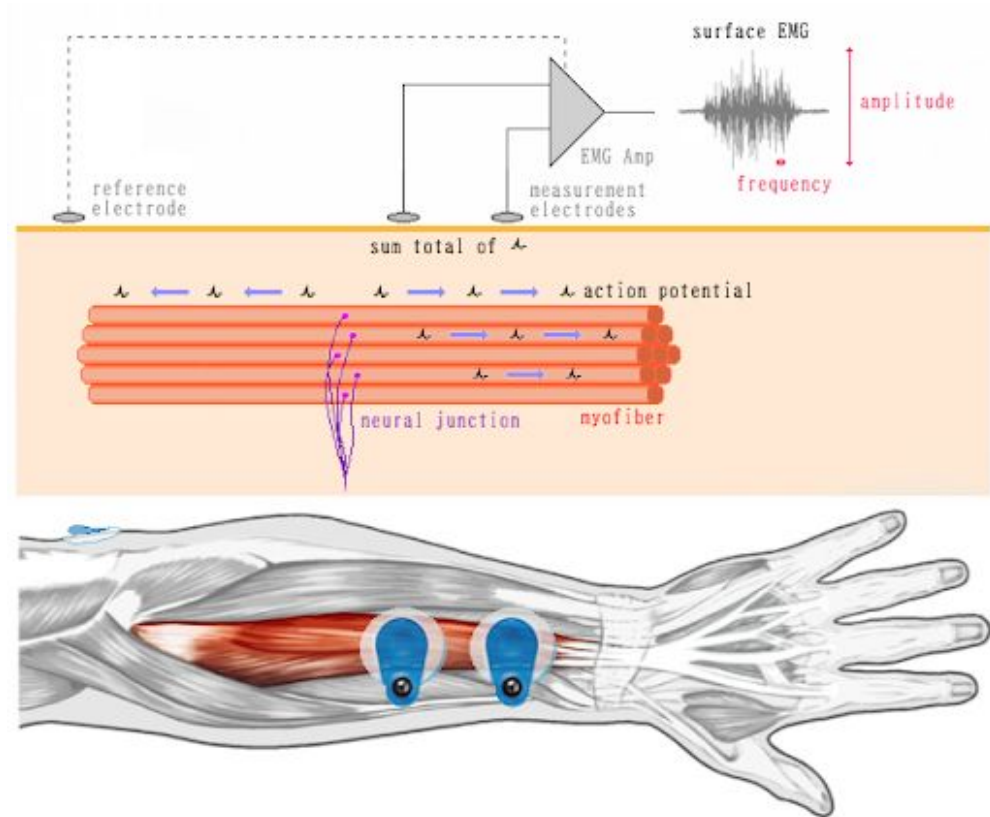 surface EMG
amplitude
EMG Amp
frequency
reference
electrode
measurement
electrodes
sum total of
action potential
neural junction
myofiber